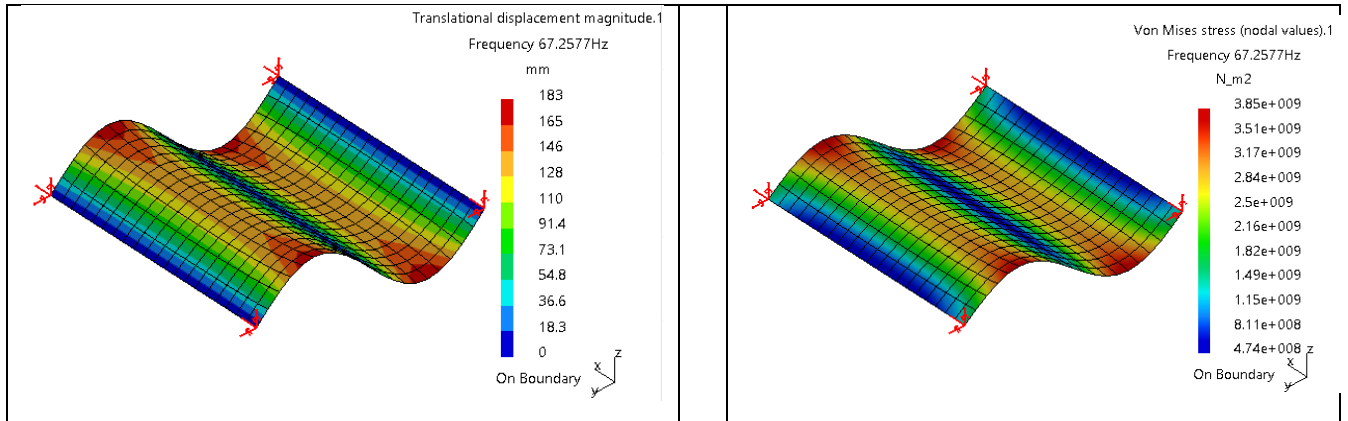 Translational displacement magnitude.1
Frequency 67.2577Hz
mm
183
165
146
128
110
91.4
73.1
54.8
36.6
18.3
0
On Boundary
x
z
y
Von Mises stress (nodal values).1
Frequency 67.2577Hz
N_m2
3.85e+009
3.51e+009
3.17e+009
2.84e+009
2.5e+009
2.16e+009
1.82e+009
1.49e+009
1.15e+009
8.11e+008
4.74e+008
On Boundary
x
z
y